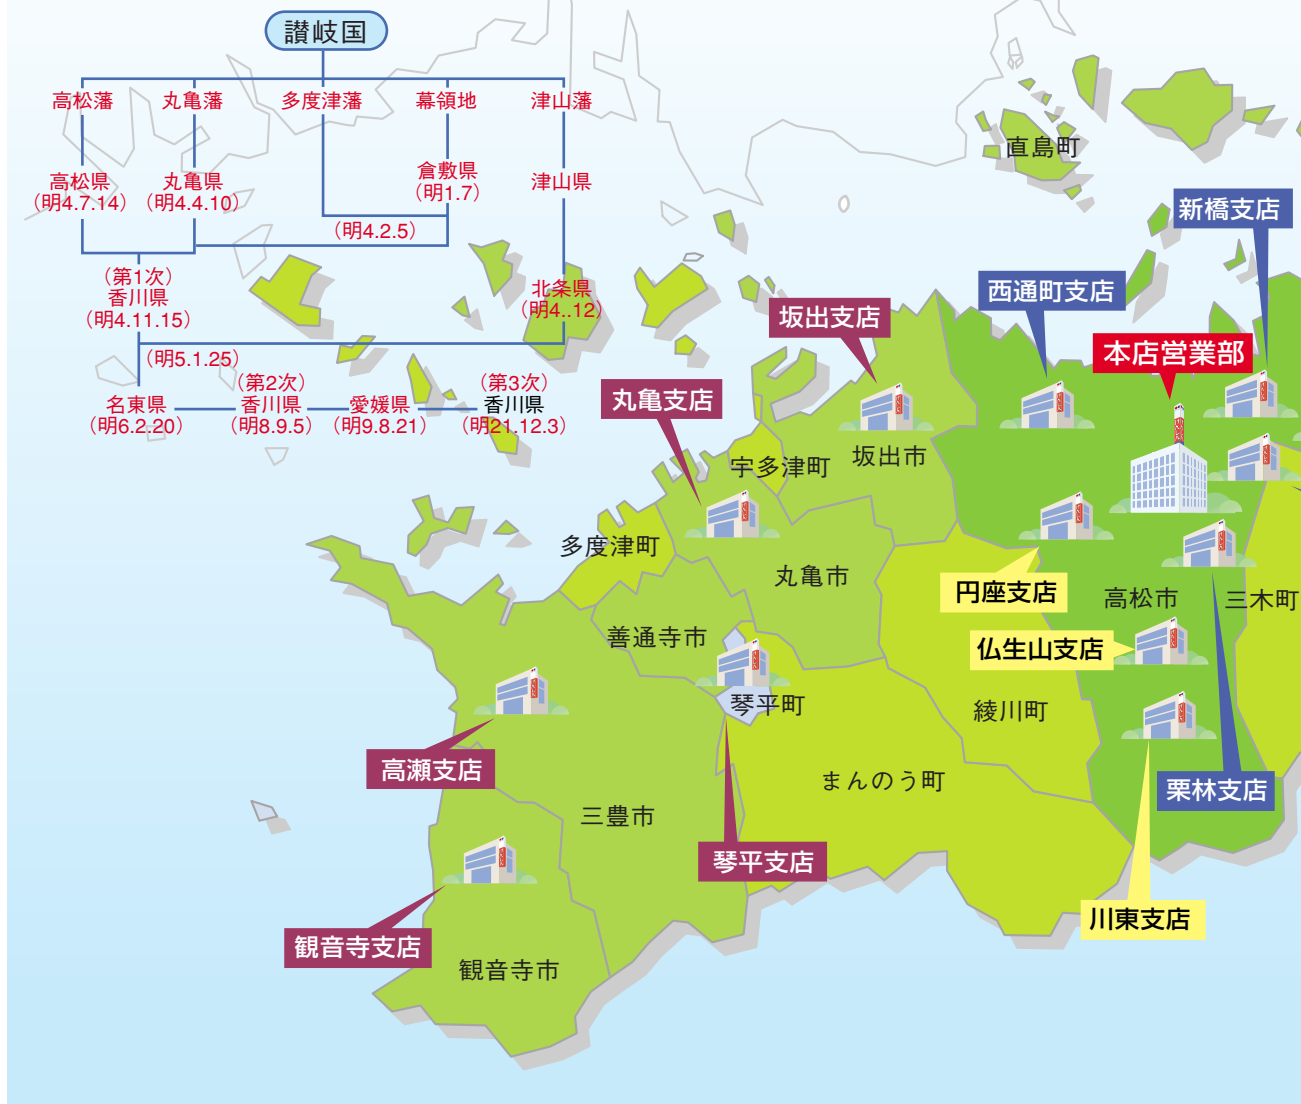 讃岐国
高松藩
丸亀藩
多度津藩
幕領地
津山藩
高松県
(明4.7.14)
丸亀県
(明4.4.10)
倉敷県
(明1.7)
津山県
(明4.2.5)
(第1次)
香川県
(明4.11.15)
北条県
(明4..12)
(明5.1.25)
名東県
(明6.2.20)
(第2次)
香川県
(明8.9.5)
愛媛県
(明9.8.21)
(第3次)
香川県
(明21.12.3)
直島町
新橋支店
西通町支店
坂出支店
本店営業部
丸亀支店
宇多津町
坂出市
多度津町
丸亀市
円座支店
高松市
三木町
善通寺市
仏生山支店
琴平町
綾川町
高瀬支店
まんのう町
栗林支店
三豊市
琴平支店
川東支店
観音寺支店
観音寺市